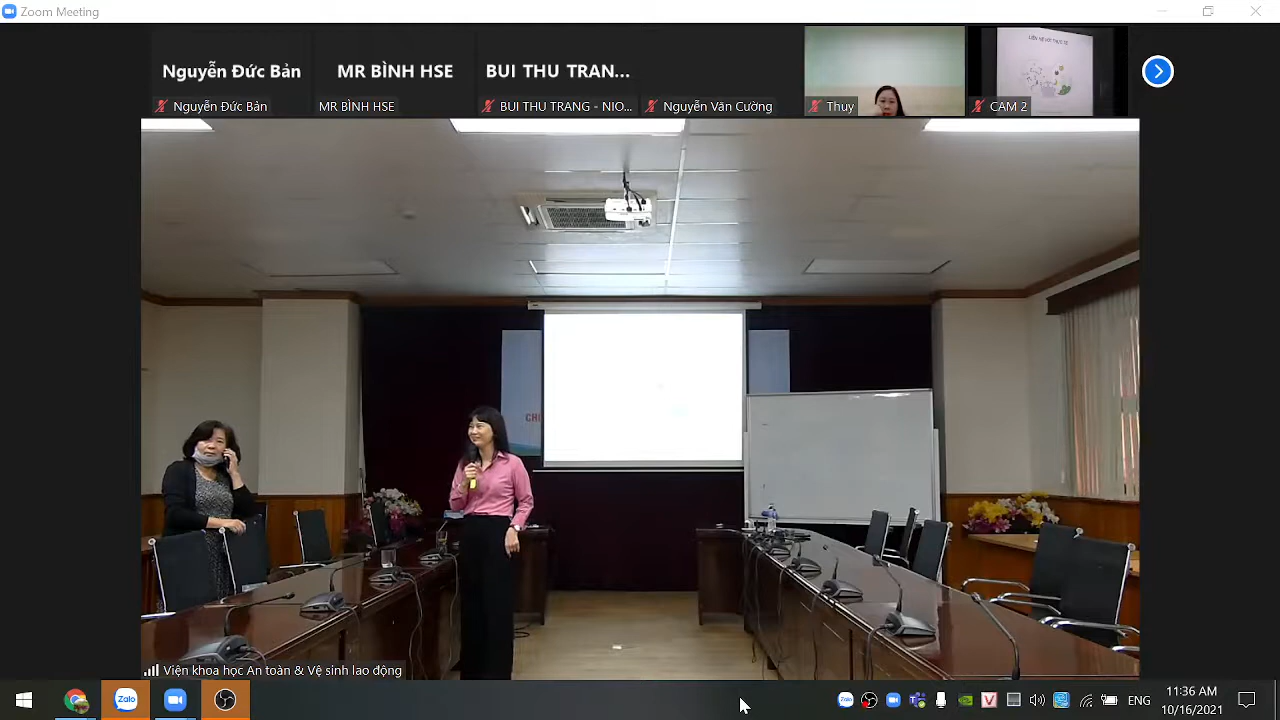 Zoom Meeting
Nguyễn Đức Bản
MR BÌNH HSE
BUI THU TRAN...
Nguyễn Đức Bản
MR BÌNH HSE
BUI THU TRANG - NIO...
Nguyễn Văn Cường
Thuy
CAM 2
Viện khoa học An toàn & Vệ sinh lao động
Zalo
Zalo
ENG
11:36 AM
10/16/2021